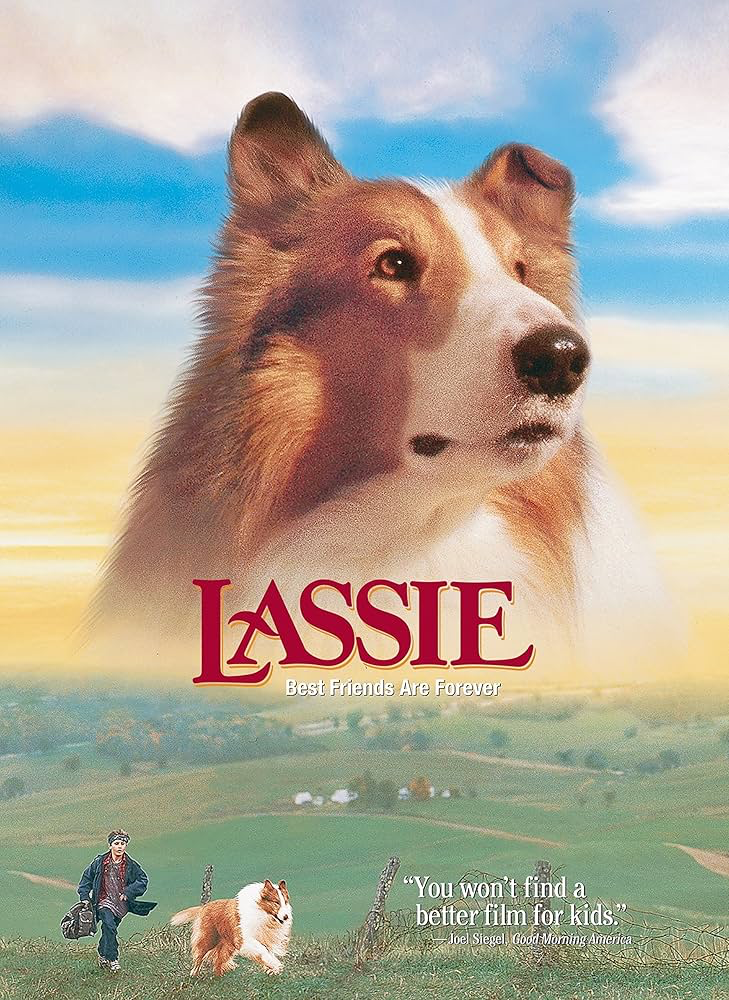 LASSIE
Best Friends Are Forever
“You won’t find a
better film for kids.”
—Joel Siegel, Good Morning America